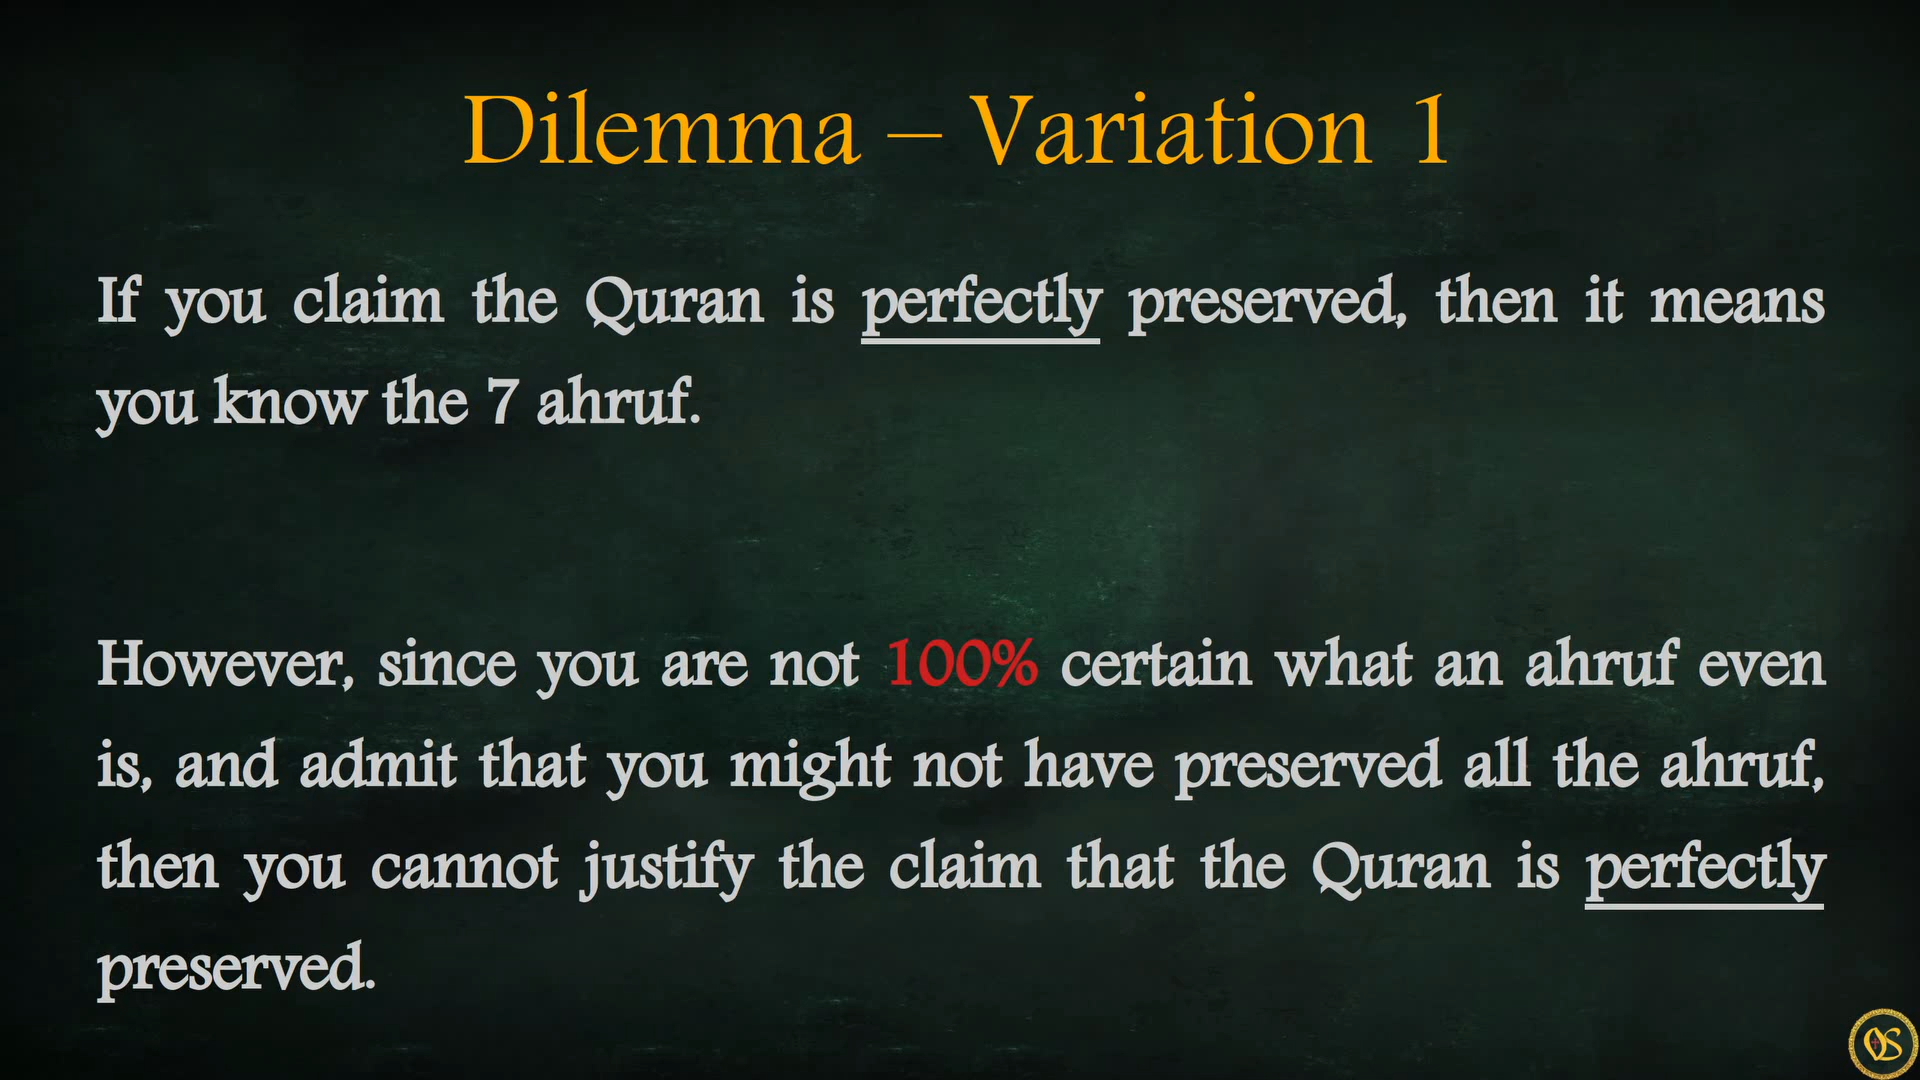 Dilemma – Variation 1
If you claim the Quran is perfectly preserved, then it means
you know the 7 ahruf.
However, since you are not 100% certain what an ahruf even
is, and admit that you might not have preserved all the ahruf,
then you cannot justify the claim that the Quran is perfectly
preserved.